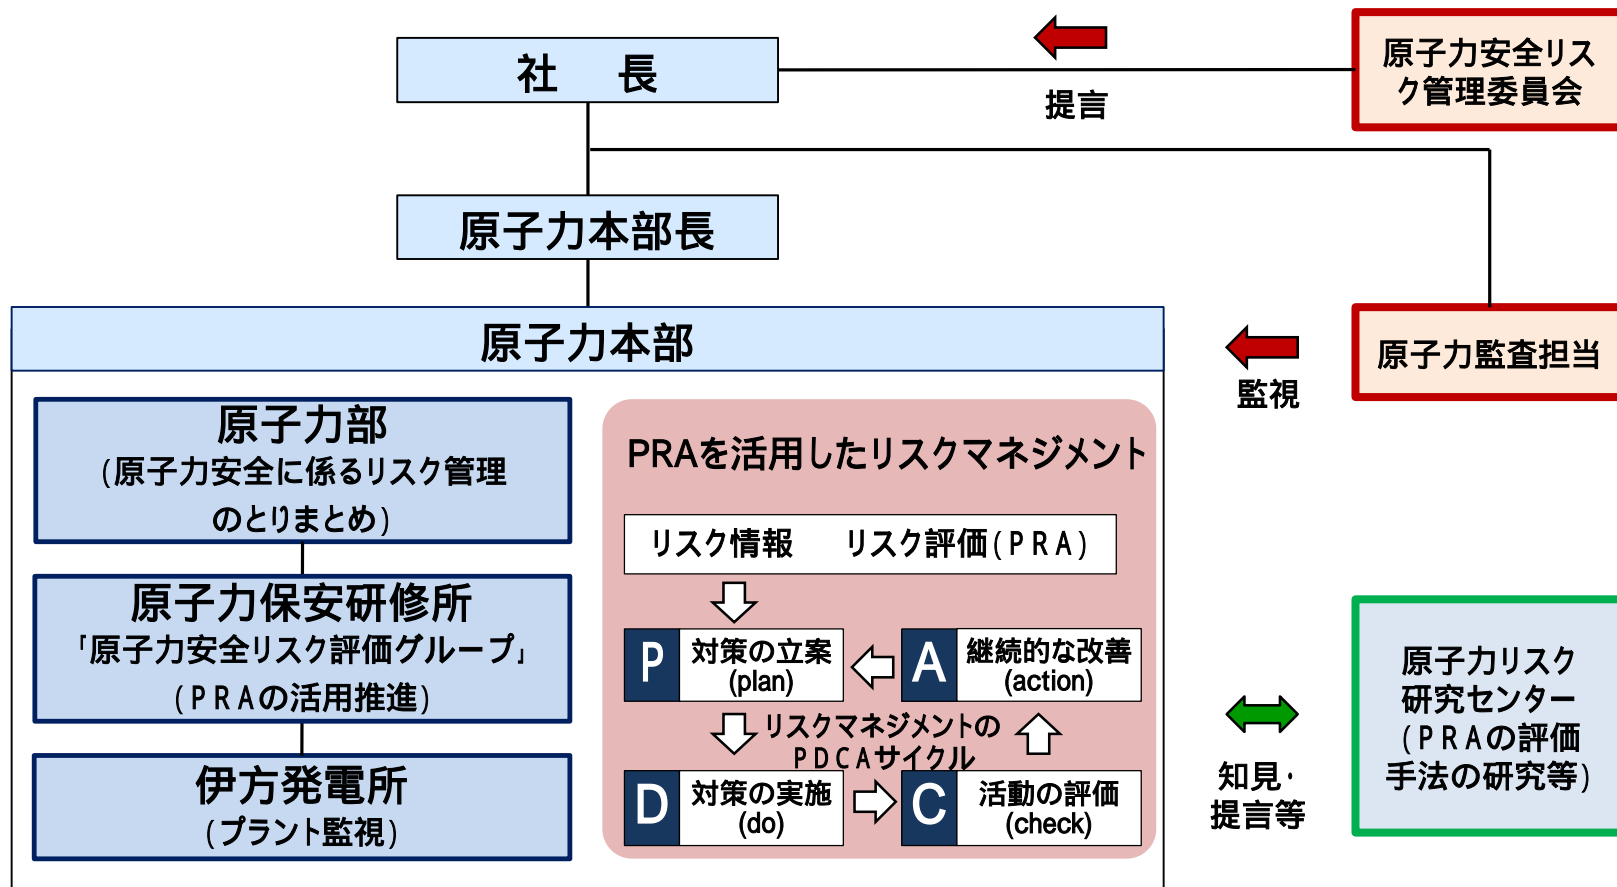 社　長
提言
原子力安全リス
ク管理委員会
原子力本部長
原子力本部
監視
原子力監査担当
原子力部
(原子力安全に係るリスク管理
のとりまとめ)
原子力保安研修所
「原子力安全リスク評価グループ」
(PRAの活用推進)
伊方発電所
(プラント監視)
PRAを活用したリスクマネジメント
リスク情報　リスク評価(PRA)
P
対策の立案
(plan)
A
継続的な改善
(action)
リスクマネジメントの
PDCAサイクル
D
対策の実施
(do)
C
活動の評価
(check)
知見・
提言等
原子力リスク
研究センター
(PRAの評価
手法の研究等)